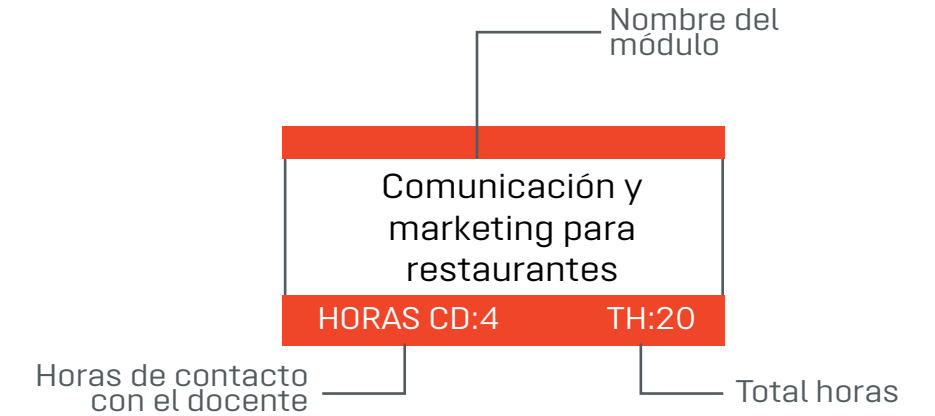 Nombre del
módulo
Comunicación y
marketing para
restaurantes
HORAS CD:4 TH:20
Horas de contacto
con el docente
Total horas